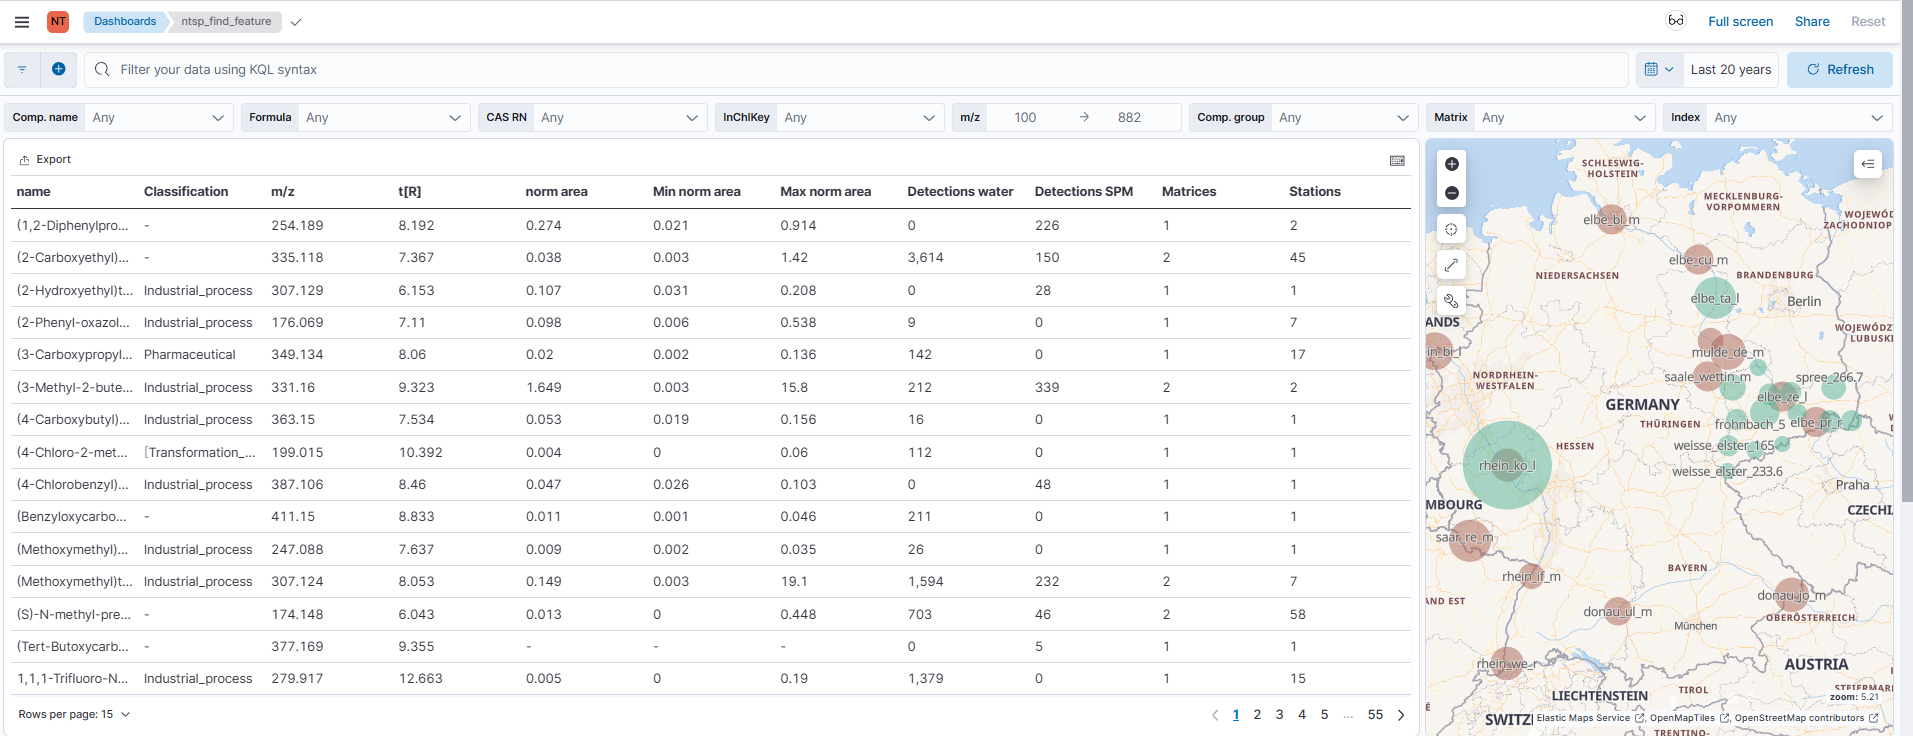 NT Dashboards ntsp_find_feature Full screen Share Reset
Filter your data using KQL syntax Last 20 years Refresh
Comp. name Any Formula Any CAS RN Any InChIKey Any m/z 100 → 882 Comp. group Any Matrix Any Index Any
Export
name Classification m/z t[R] norm area Min norm area Max norm area Detections water Detections SPM Matrices Stations
(1,2-Diphenylpro... - 254.189 8.192 0.274 0.021 0.914 0 226 1 2
(2-Carboxyethyl)... - 335.118 7.367 0.038 0.003 1.42 3,614 150 2 45
(2-Hydroxyethyl)t... Industrial_process 307.129 6.153 0.107 0.031 0.208 0 28 1 1
(2-Phenyl-oxazol... Industrial_process 176.069 7.11 0.098 0.006 0.538 9 0 1 7
(3-Carboxypropyl... Pharmaceutical 349.134 8.06 0.02 0.002 0.136 142 0 1 17
(3-Methyl-2-bute... Industrial_process 331.16 9.323 1.649 0.003 15.8 212 339 2 2
(4-Carboxybutyl)... Industrial_process 363.15 7.534 0.053 0.019 0.156 16 0 1 1
(4-Chloro-2-met... [Transformation_... 199.015 10.392 0.004 0 0.06 112 0 1 1
(4-Chlorobenzyl)... Industrial_process 387.106 8.46 0.047 0.026 0.103 0 48 1 1
(Benzyloxycarbo... - 411.15 8.833 0.011 0.001 0.046 211 0 1 1
(Methoxymethyl)... Industrial_process 247.088 7.637 0.009 0.002 0.035 26 0 1 1
(Methoxymethyl)t... Industrial_process 307.124 8.053 0.149 0.003 19.1 1,594 232 2 7
(S)-N-methyl-pre... - 174.148 6.043 0.013 0 0.448 703 46 2 58
(Tert-Butoxycarb... - 377.169 9.355 - - - 0 5 1 1
1,1,1-Trifluoro-N... Industrial_process 279.917 12.663 0.005 0 0.19 1,379 0 1 15
Rows per page: 15 1 2 3 4 5 ... 55
SCHLESWIG-
HOLSTEIN
MECKLENBURG-
VORPOMMERN
WOJEWÓD
ZACHODNIOP
elbe_bl_m
elbe_cu_m
NIEDERSACHSEN
BRANDENBURG
elbe_ta_l
Berlin
ANDS
WOJEWÓDZ
LUBUSKI
in_bi_l
mulde_de_m
NORDRHEIN-
WESTFALEN
saale_wettin_m
spree_266.7
elbe_ze_l
GERMANY
THÜRINGEN
frohnbach_5
elbe_pr_r
HESSEN
weisse_elster_165
rhein_ko_l
weisse_elster_233.6
Praha
MBOURG
CZECHI
saar_re_m
rhein_if_m
BAYERN
AND EST
donau_jo_m
donau_ul_m
OBERÖSTERREICH
München
rhein_we_r
AUSTRIA
LIECHTENSTEIN
TIROL
STEIERMAR
zoom: 5.21
SWITZ
Elastic Maps Service , OpenMapTiles , OpenStreetMap contributors
TRENTINO-